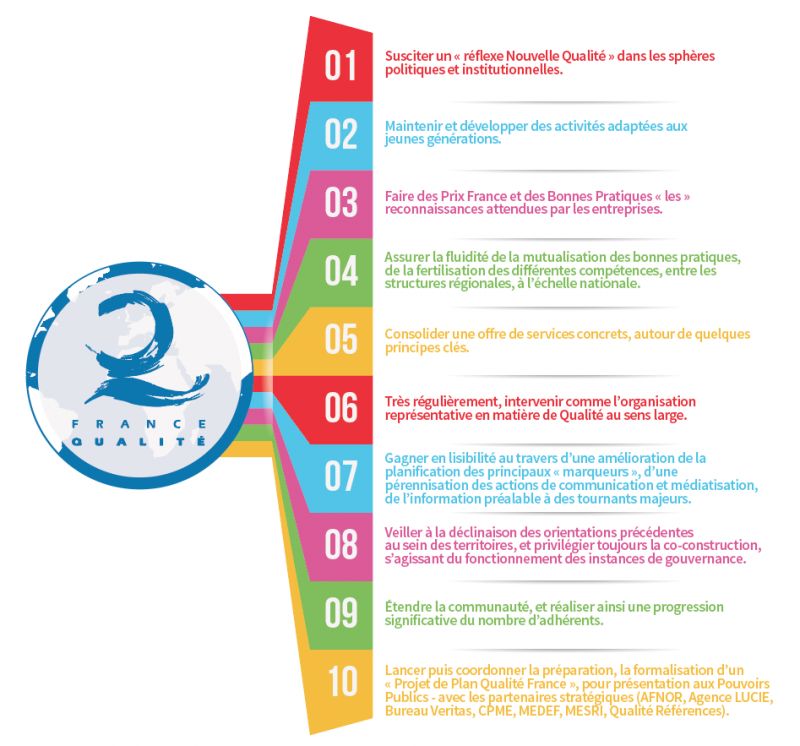 01
Susciter un « réflexe Nouvelle Qualité » dans les sphères
politiques et institutionnelles.
02
Maintenir et développer des activités adaptées aux
jeunes générations.
03
Faire des Prix France et des Bonnes Pratiques « les »
reconnaissances attendues par les entreprises.
04
Assurer la fluidité de la mutualisation des bonnes pratiques,
de la fertilisation des différentes compétences, entre les
structures régionales, à l’échelle nationale.
05
Consolider une offre de services concrets, autour de quelques
principes clés.
FRANCE
QUALITÉ
06
Très régulièrement, intervenir comme l’organisation
représentative en matière de Qualité au sens large.
07
Gagner en lisibilité au travers d’une amélioration de la
planification des principaux « marqueurs », d’une
pérennisation des actions de communication et médiatisation,
de l’information préalable à des tournants majeurs.
08
Veiller à la déclinaison des orientations précédentes
au sein des territoires, et privilégier toujours la co-construction,
s’agissant du fonctionnement des instances de gouvernance.
09
Étendre la communauté, et réaliser ainsi une progression
significative du nombre d’adhérents.
10
Lancer puis coordonner la préparation, la formalisation d’un
« Projet de Plan Qualité France », pour présentation aux Pouvoirs
Publics - avec les partenaires stratégiques (AFNOR, Agence LUCIE,
Bureau Veritas, CPME, MEDEF, MESRI, Qualité Références).